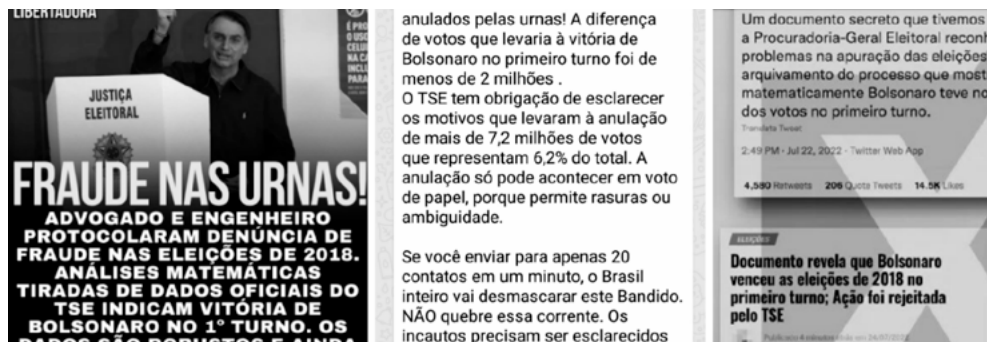 LIBERTADORA
JUSTIÇA
ELEITORAL
FRAUDE NAS URNAS!
ADVOGADO E ENGENHEIRO
PROTOCOLARAM DENÚNCIA DE
FRAUDE NAS ELEIÇÕES DE 2018.
ANÁLISES MATEMÁTICAS
TIRADAS DE DADOS OFICIAIS DO
TSE INDICAM VITÓRIA DE
BOLSONARO NO 1º TURNO. OS
DADOS SÃO ROBUSTOS E AINDA
anulados pelas urnas! A diferença
de votos que levaria à vitória de
Bolsonaro no primeiro turno foi de
menos de 2 milhões .
O TSE tem obrigação de esclarecer
os motivos que levaram à anulação
de mais de 7,2 milhões de votos
que representam 6,2% do total. A
anulação só pode acontecer em voto
de papel, porque permite rasuras ou
ambiguidade.
Se você enviar para apenas 20
contatos em um minuto, o Brasil
inteiro vai desmascarar este Bandido.
NÃO quebre essa corrente. Os
incautos precisam ser esclarecidos
Um documento secreto que tivemos
a Procuradoria-Geral Eleitoral reconh
problemas na apuração das eleições
arquivamento do processo que most
matematicamente Bolsonaro teve
dos votos no primeiro turno.
Translate Tweet
2:49 PM · Jul 22, 2022 · Twitter Web App
4,580 Retweets 206 Quote Tweets 14.5K Likes
ELEIÇÕES
Documento revela que Bolsonaro
venceu as eleições de 2018 no
primeiro turno; Ação foi rejeitada
pelo TSE